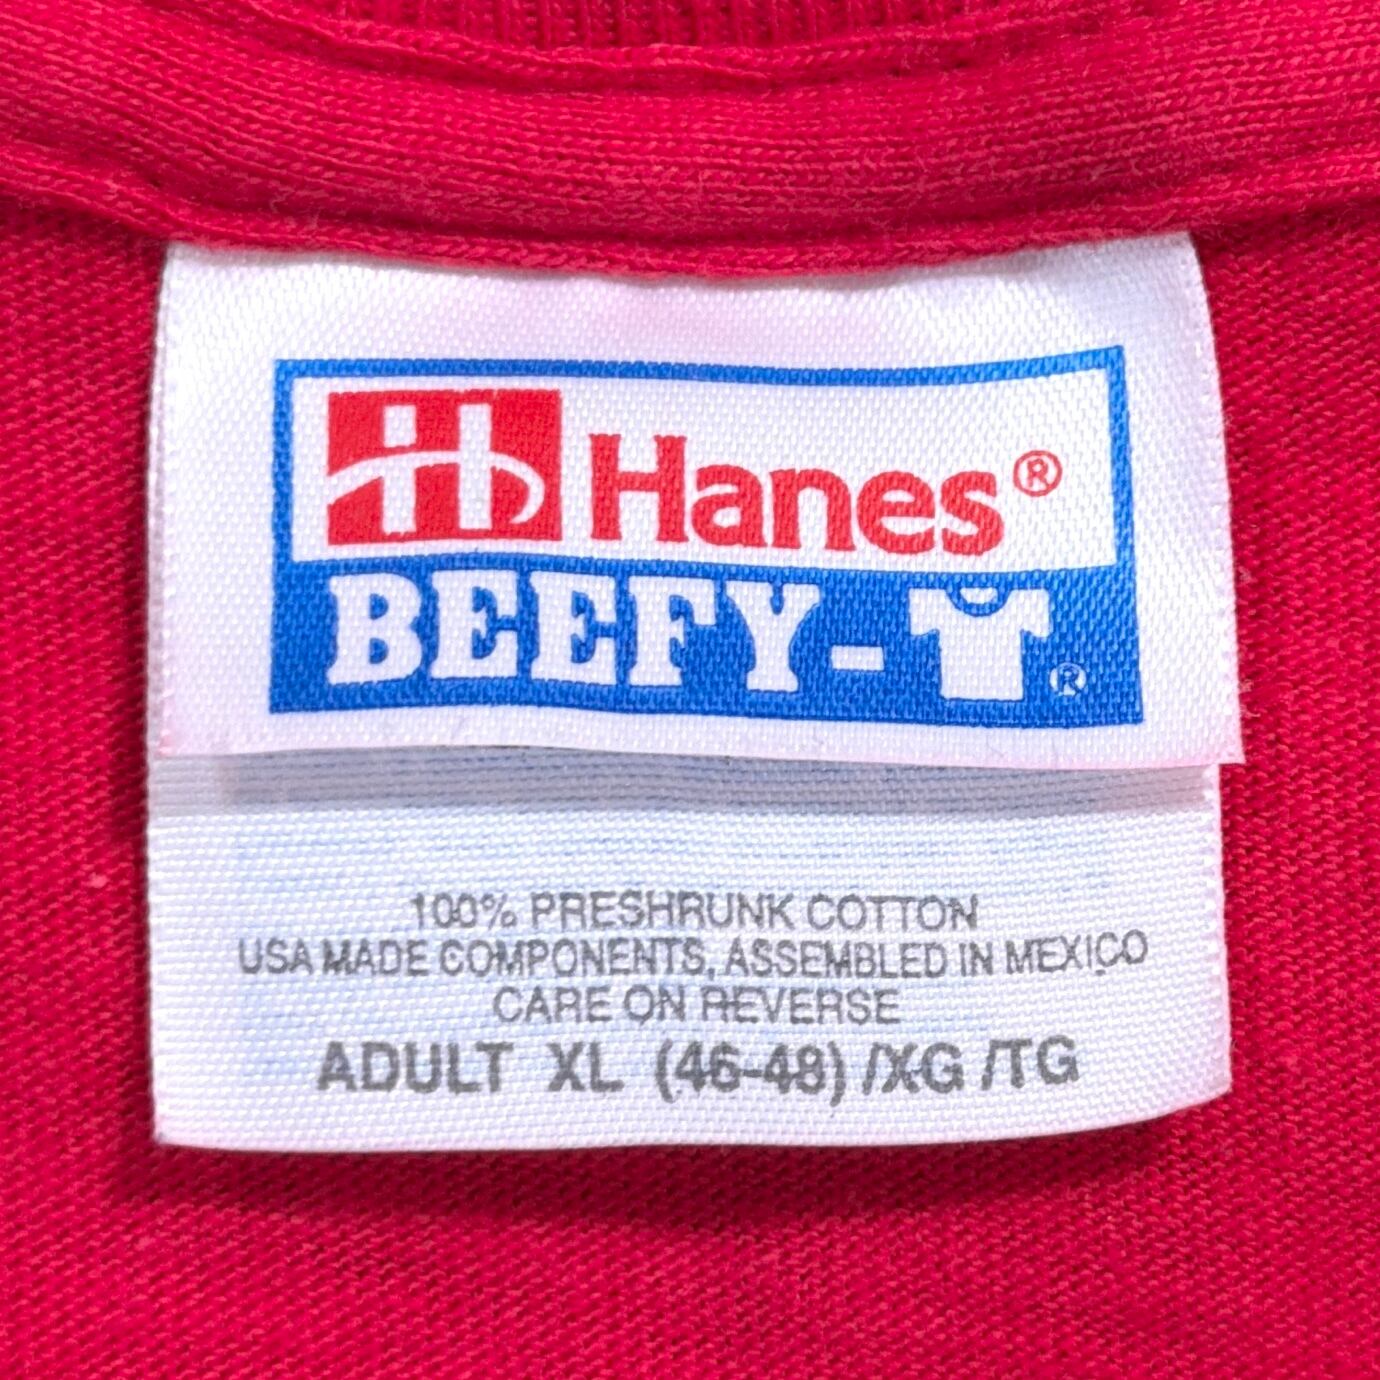 Hanes®
BEEFY-T®
100% PRESHRUNK COTTON
USA MADE COMPONENTS, ASSEMBLED IN MEXICO
CARE ON REVERSE
ADULT XL (46-48) /XG /TG